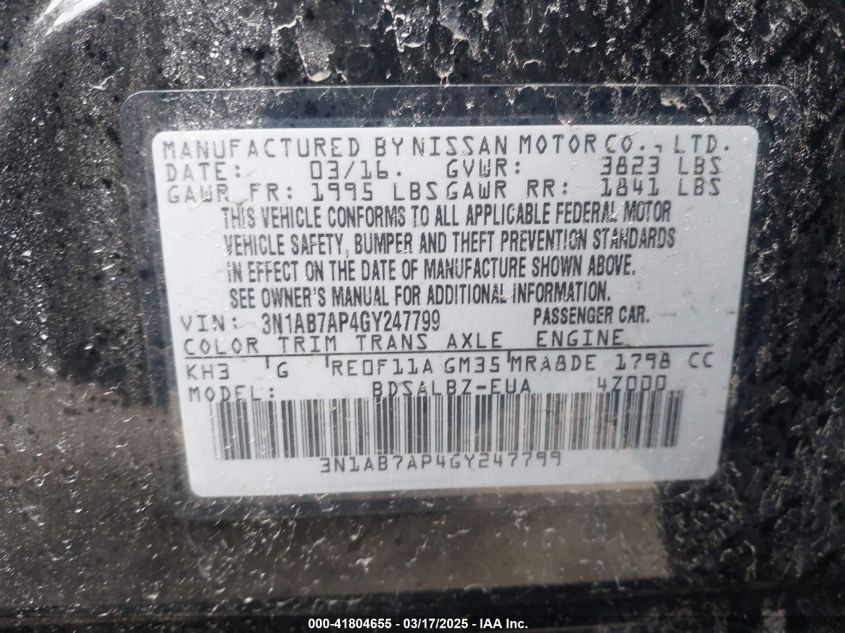 MANUFACTURED BY NISSAN MOTOR CO., LTD.
DATE: 03/16. GVWR: 3823 LBS
GAWR FR: 1995 LBS GAWR RR: 1841 LBS
THIS VEHICLE CONFORMS TO ALL APPLICABLE FEDERAL MOTOR
VEHICLE SAFETY, BUMPER AND THEFT PREVENTION STANDARDS
IN EFFECT ON THE DATE OF MANUFACTURE SHOWN ABOVE.
SEE OWNER'S MANUAL FOR ADDITIONAL INFORMATION.
VIN: 3N1AB7AP4GY247799 PASSENGER CAR.
COLOR TRIM TRANS AXLE ENGINE
KH3 G RE0F11A GM35 MRA8DE 1798 CC
MODEL: BDSALBZ-EUA 4Z000
3N1AB7AP4GY247799
000-41804655 - 03/17/2025 - IAA Inc.